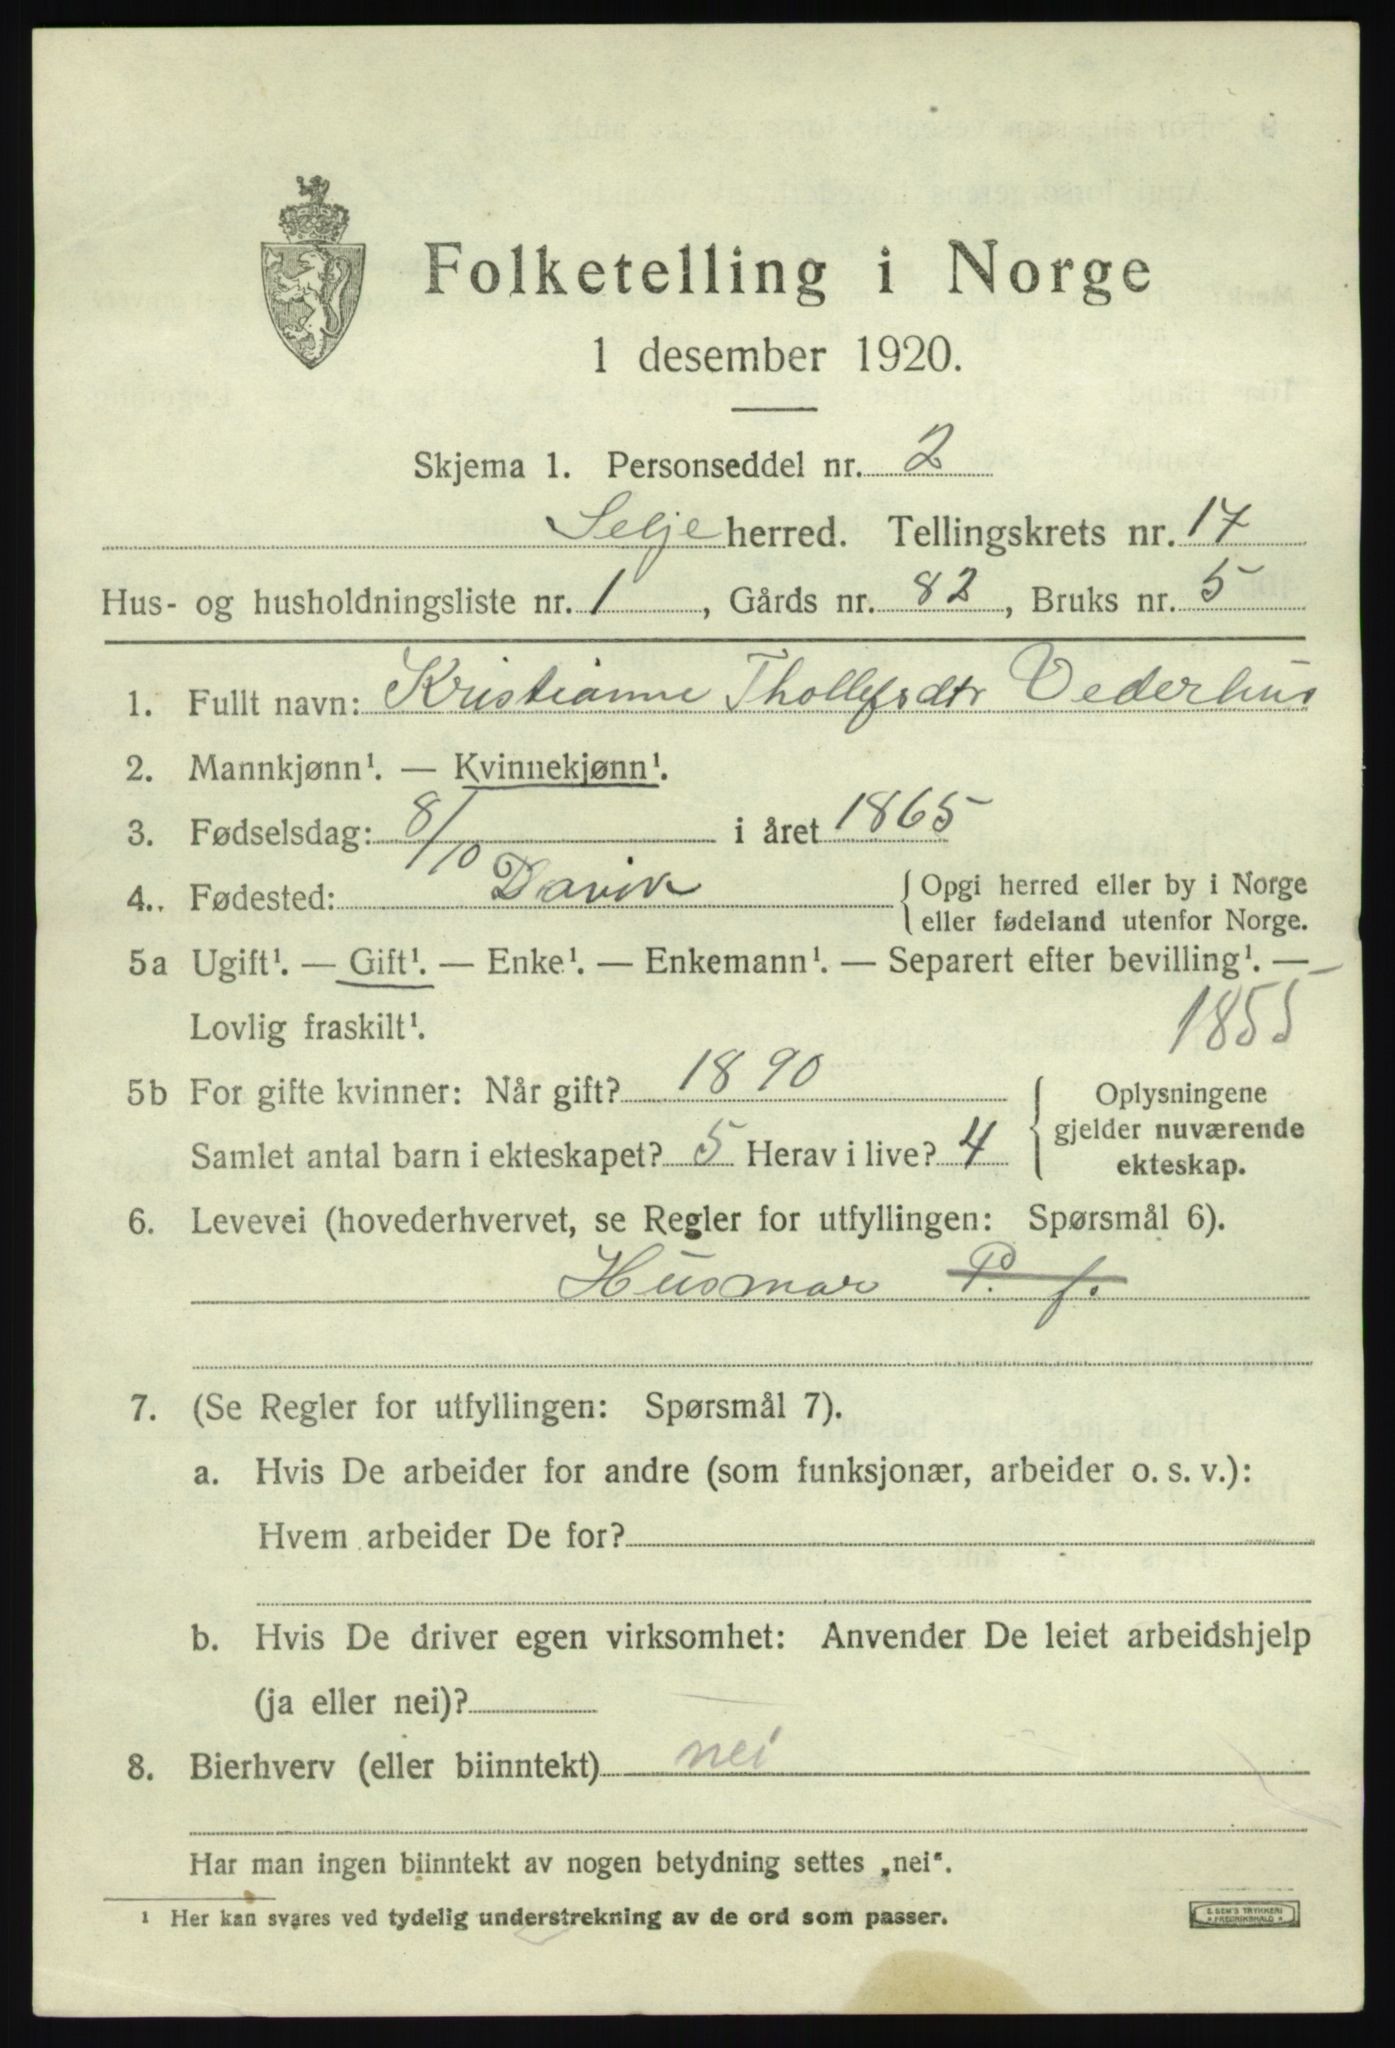 Folketelling i Norge
1 desember 1920.
Skjema 1. Personseddel nr. 2
Selje herred. Tellingskrets nr. 17
Hus- og husholdningsliste nr. 1, Gårds nr. 82, Bruks nr. 5
1. Fullt navn: Kristianne Thollefsdtr Vederhus
2. Mannkjønn¹. — Kvinnekjønn¹.
3. Fødselsdag: 8/10 i året 1865
4. Fødested: Davik { Opgi herred eller by i Norge
eller fødeland utenfor Norge.
5a Ugift¹. — Gift¹. — Enke¹. — Enkemann¹. — Separert efter bevilling¹. —
Lovlig fraskilt¹. 1855
5b For gifte kvinner: Når gift? 1890 { Oplysningene
gjelder nuværende
Samlet antal barn i ekteskapet? 5 Herav i live? 4
ekteskap.
6. Levevei (hovederhvervet, se Regler for utfyllingen: Spørsmål 6).
Husmor P. f.
7. (Se Regler for utfyllingen: Spørsmål 7).
a. Hvis De arbeider for andre (som funksjonær, arbeider o. s. v.):
Hvem arbeider De for?
b. Hvis De driver egen virksomhet: Anvender De leiet arbeidshjelp
(ja eller nei)?
8. Bierhverv (eller biinntekt) nei
Har man ingen biinntekt av nogen betydning settes „nei“.
¹ Her kan svares ved tydelig understrekning av de ord som passer.
E SEM'S TRYKKERI
FREDRIKSHALD